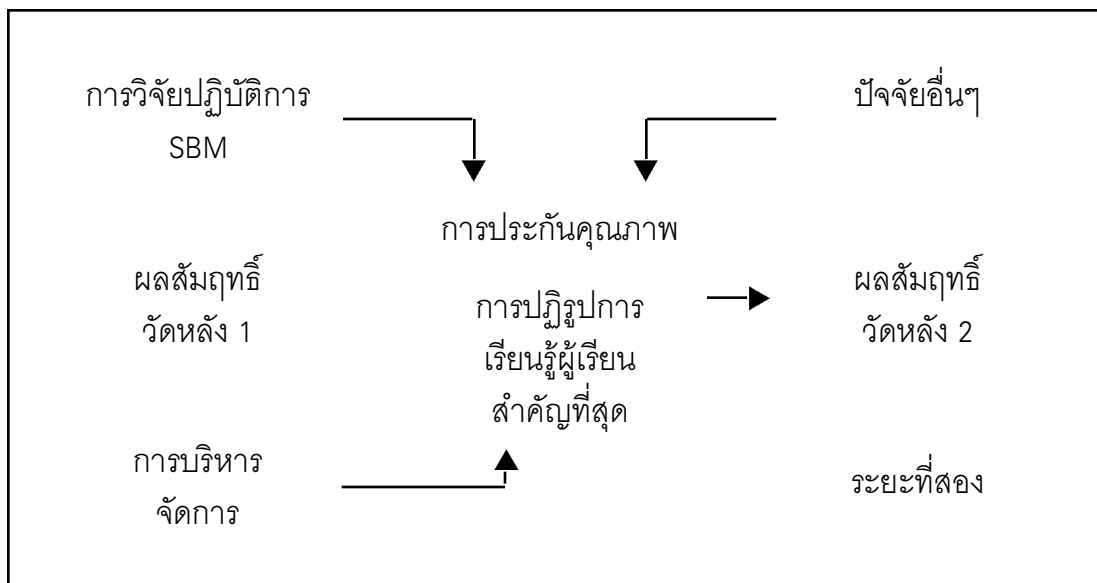 การวิจัยปฏิบัติการ
SBM
ปัจจัยอื่นๆ
การประกันคุณภาพ
ผลสัมฤทธิ์
วัดหลัง 1
การปฏิรูปการ
เรียนรู้ผู้เรียน
สำคัญที่สุด
ผลสัมฤทธิ์
วัดหลัง 2
การบริหาร
จัดการ
ระยะที่สอง